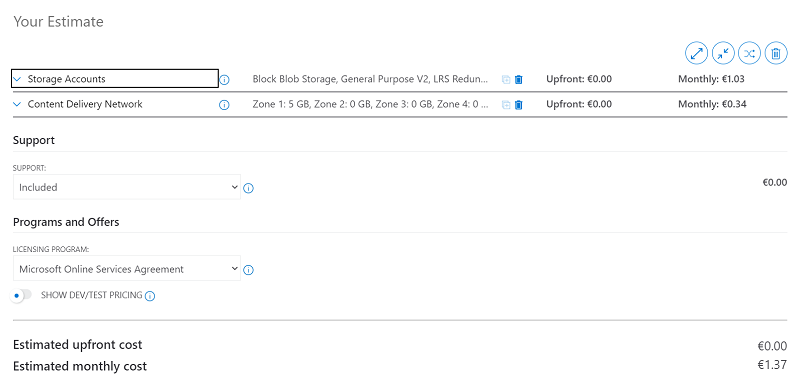 Your Estimate
Storage Accounts Block Blob Storage, General Purpose V2, LRS Redun... Upfront: €0.00 Monthly: €1.03
Content Delivery Network Zone 1: 5 GB, Zone 2: 0 GB, Zone 3: 0 GB, Zone 4: 0 ... Upfront: €0.00 Monthly: €0.34
Support
SUPPORT:
Included €0.00
Programs and Offers
LICENSING PROGRAM:
Microsoft Online Services Agreement
SHOW DEV/TEST PRICING
Estimated upfront cost €0.00
Estimated monthly cost €1.37